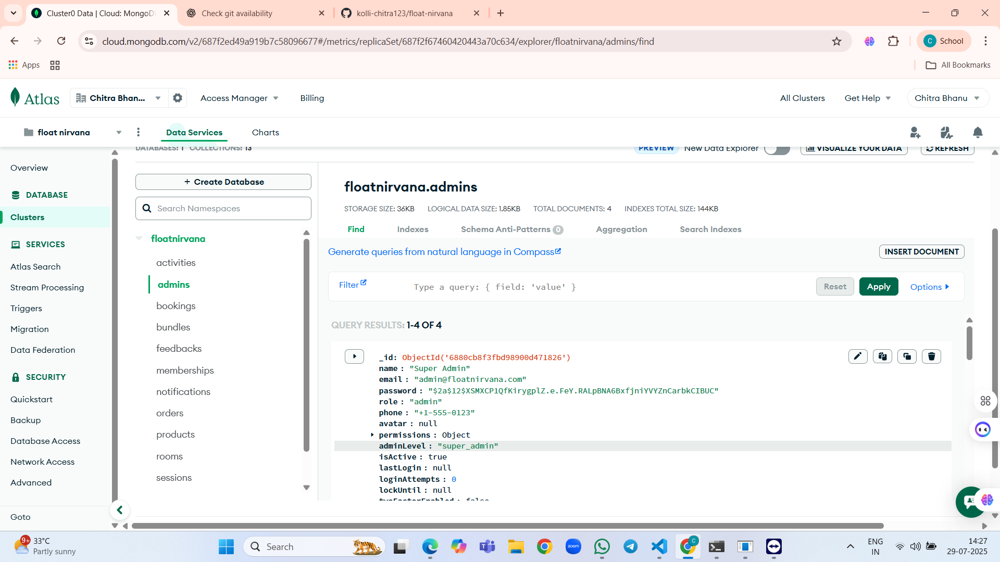 Cluster0 Data | Cloud: MongoD
Check git availability
kolli-chitra123/float-nirvana
cloud.mongodb.com/v2/687f2ed49a919b7c58096677#/metrics/replicaSet/687f2f67460420443a70c634/explorer/floatnirvana/admins/find
C School
Apps
All Bookmarks
Atlas
Chitra Bhan...
Access Manager
Billing
All Clusters
Get Help
Chitra Bhanu
float nirvana
Data Services
Charts
DATABASES: 1 COLLECTIONS: 13
PREVIEW New Data Explorer
VISUALIZE YOUR DATA
REFRESH
Overview
DATABASE
Clusters
SERVICES
Atlas Search
Stream Processing
Triggers
Migration
Data Federation
SECURITY
Quickstart
Backup
Database Access
Network Access
Advanced
Goto
+ Create Database
Search Namespaces
floatnirvana
activities
admins
bookings
bundles
feedbacks
memberships
notifications
orders
products
rooms
sessions
floatnirvana.admins
STORAGE SIZE: 36KB LOGICAL DATA SIZE: 1.85KB TOTAL DOCUMENTS: 4 INDEXES TOTAL SIZE: 144KB
Find Indexes Schema Anti-Patterns 0 Aggregation Search Indexes
Generate queries from natural language in Compass
INSERT DOCUMENT
Filter
Type a query: { field: 'value' }
Reset
Apply
Options
QUERY RESULTS: 1-4 OF 4
_id: ObjectId('6880cb8f3fbd98900d471826')
name : "Super Admin"
email : "admin@floatnirvana.com"
password : "$2a$12$XSMXCP1QfKirygplZ.e.FeY.RALpBNA6BxfjniYVYZnCarbkCIBUC"
role : "admin"
phone : "+1-555-0123"
avatar : null
permissions : Object
adminLevel : "super_admin"
isActive : true
lastLogin : null
loginAttempts : 0
lockUntil : null
twoFactorEnabled : false
9+
33°C
Partly sunny
Search
zoom
C
ENG
IN
14:27
29-07-2025